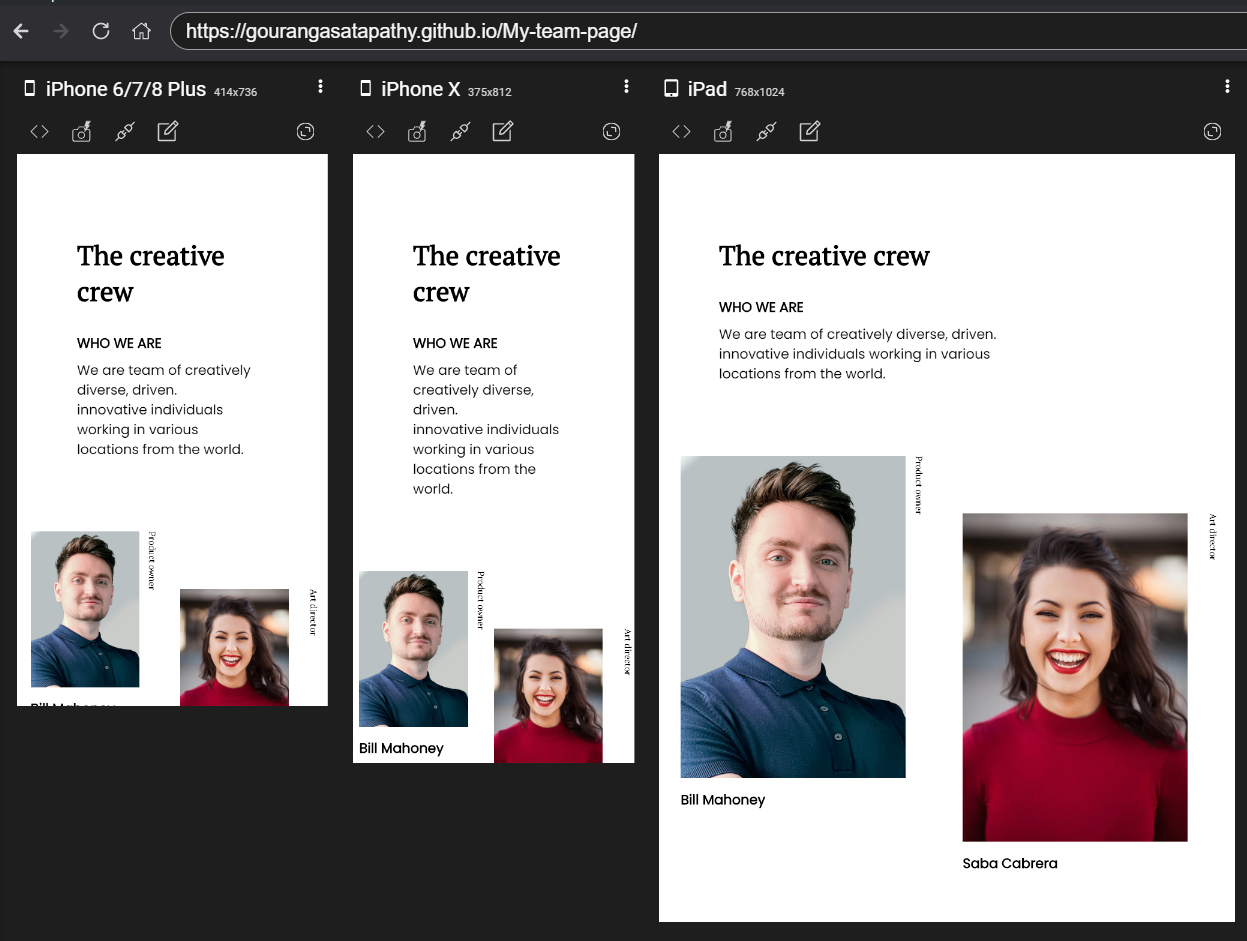 https://gourangasatapathy.github.io/My-team-page/
iPhone 6/7/8 Plus 414x736
The creative
crew
WHO WE ARE
We are team of creatively
diverse, driven.
innovative individuals
working in various
locations from the world.
Product owner
Art director
Bill Mahoney
iPhone X 375x812
The creative
crew
WHO WE ARE
We are team of
creatively diverse,
driven.
innovative individuals
working in various
locations from the
world.
Product owner
Art director
Bill Mahoney
iPad 768x1024
The creative crew
WHO WE ARE
We are team of creatively diverse, driven.
innovative individuals working in various
locations from the world.
Product owner
Art director
Bill Mahoney
Saba Cabrera